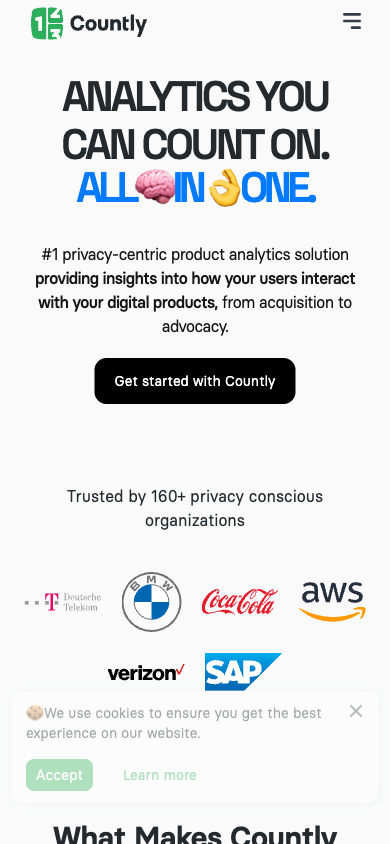 Countly
ANALYTICS YOU
CAN COUNT ON.
ALL🧠IN👌ONE.
#1 privacy-centric product analytics solution
providing insights into how your users interact
with your digital products, from acquisition to
advocacy.
Get started with Countly
Trusted by 160+ privacy conscious
organizations
T Deutsche
Telekom
BMW
Coca-Cola
aws
verizon✓
SAP
🍪We use cookies to ensure you get the best
experience on our website.
Accept
Learn more
What Makes Countly